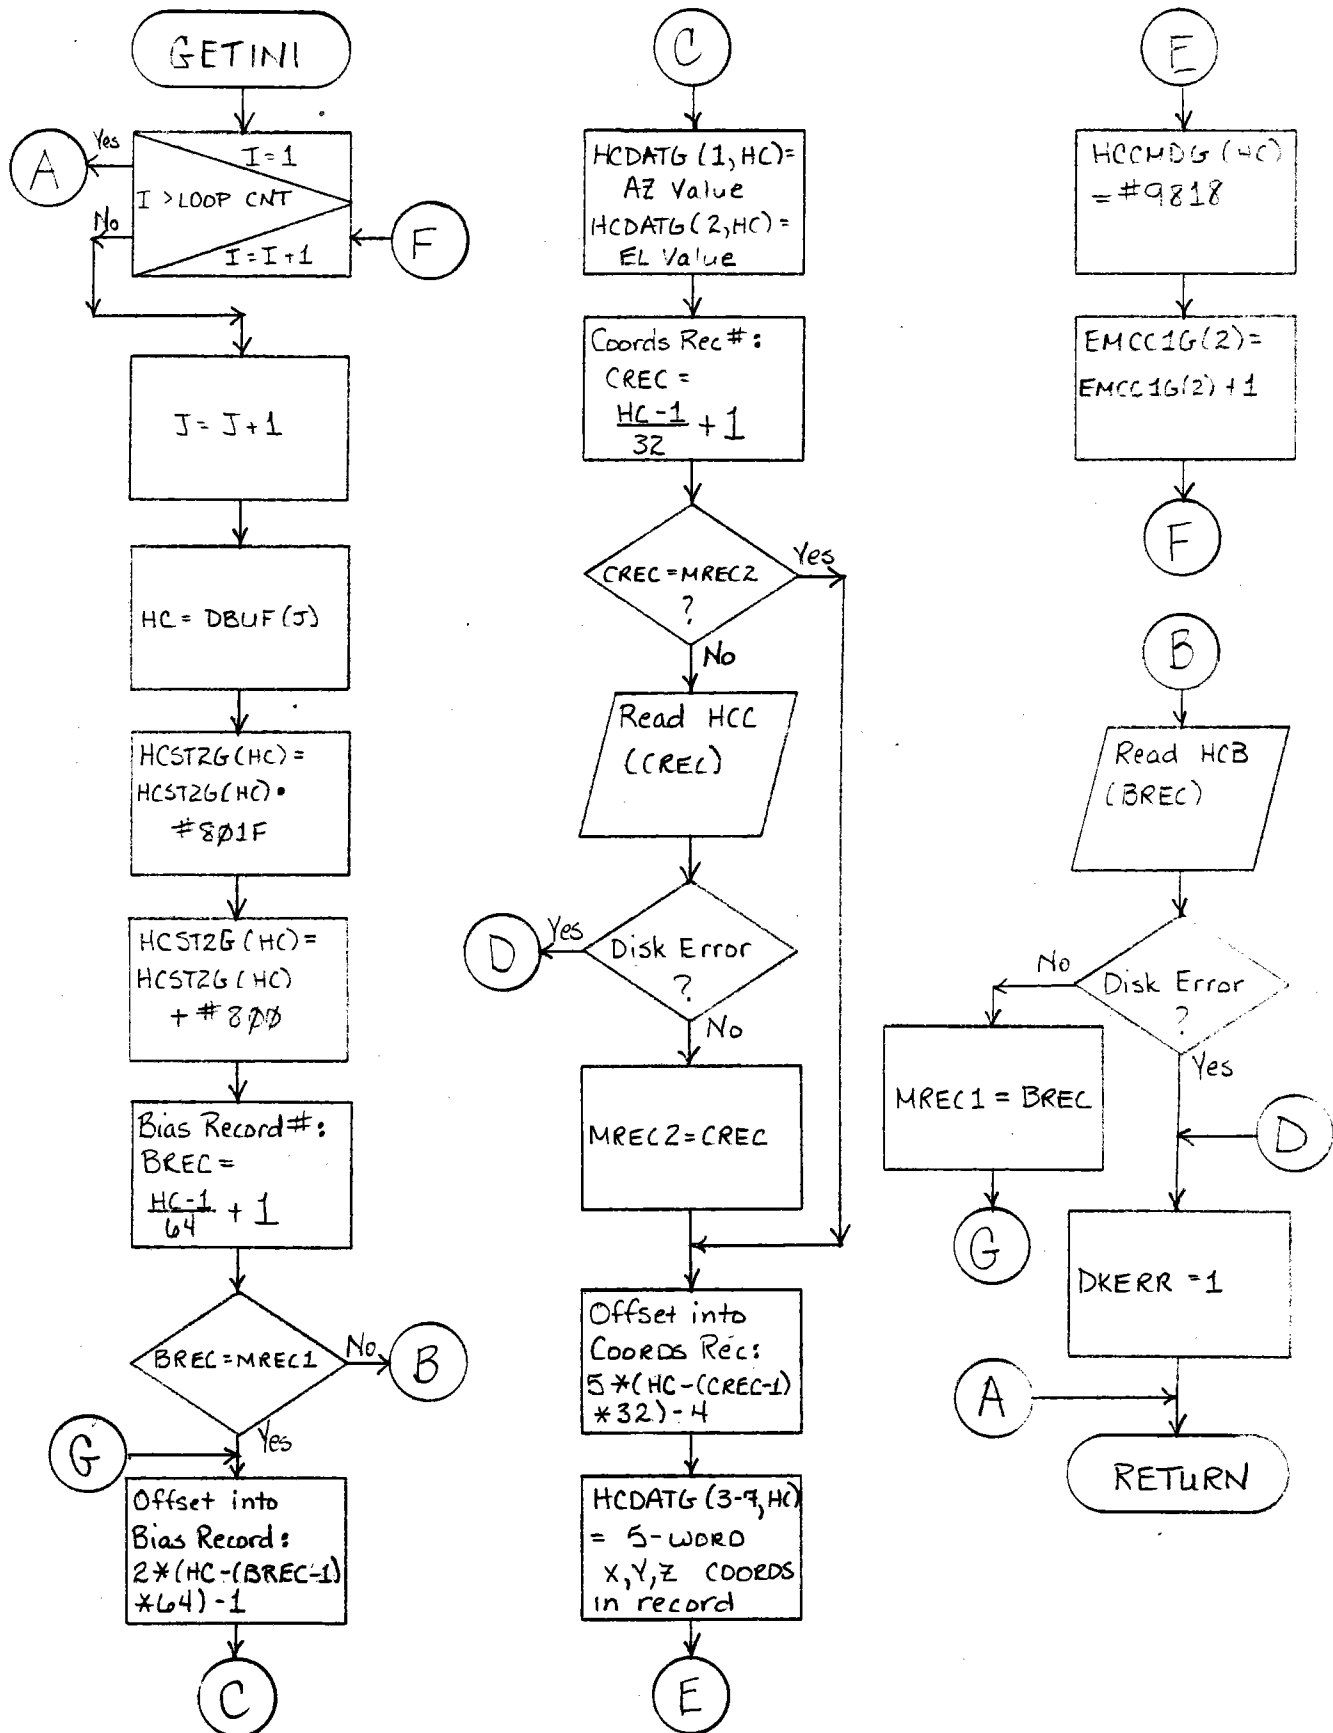 GETINI
I=1
Yes
A
I > LOOP CNT
No
F
I=I+1
J= J+1
HC= DBUF(J)
HCST2G(HC)=
HCST2G(HC)•
#8Ø1F
HCST2G(HC)=
HCST2G(HC)
+ #8ØØ
Bias Record#:
BREC=
HC-1
64
+ 1
BREC=MREC1
No
B
G
Yes
Offset into
Bias Record:
2*(HC-(BREC-1)
*64)-1
C
C
HCDATG(1,HC)=
AZ Value
HCDATG(2,HC)=
EL Value
Coords Rec#:
CREC=
HC-1
32
+ 1
CREC=MREC2
?
Yes
No
Read HCC
(CREC)
D
Yes
Disk Error
?
No
MREC2=CREC
Offset into
COORDS Rec:
5*(HC-(CREC-1)
*32)-4
HCDATG(3-7,HC)
= 5-WORD
X,Y,Z COORDS
in record
E
E
HCCMDG(HC)
= #9818
EMCC1G(2)=
EMCC1G(2)+1
F
B
Read HCB
(BREC)
No
Disk Error
?
Yes
MREC1 = BREC
D
G
DKERR =1
A
RETURN